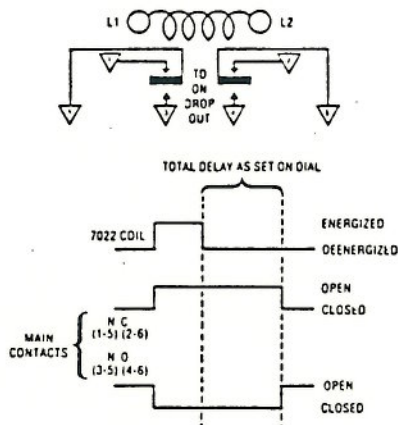 L1 L2
TD
ON
DROP
OUT
TOTAL DELAY AS SET ON DIAL
7022 COIL
ENERGIZED
DEENERGIZED
OPEN
CLOSED
MAIN
CONTACTS
N C
(1-5) (2-6)
N O
(3-5) (4-6)
OPEN
CLOSED